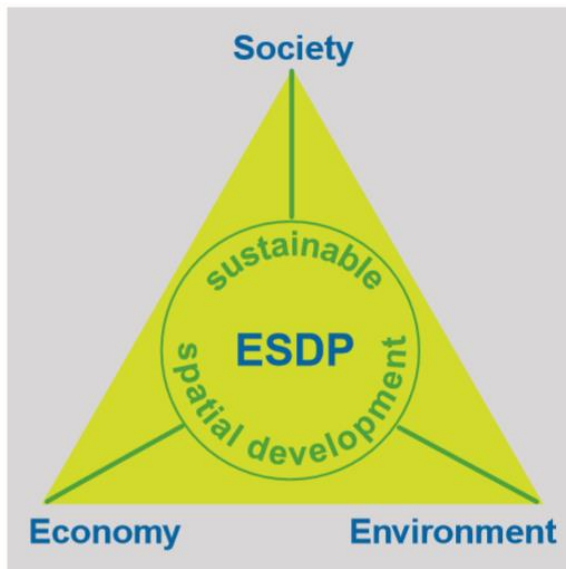 Society
sustainable
ESDP
spatial development
Economy
Environment